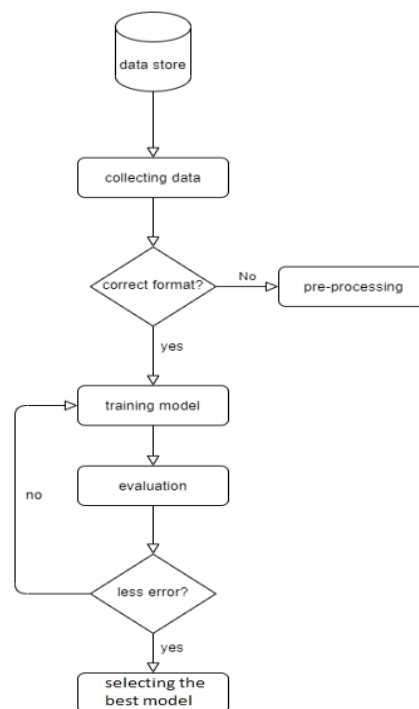 data store
collecting data
correct format?
No
pre-processing
yes
training model
evaluation
no
less error?
yes
selecting the
best model